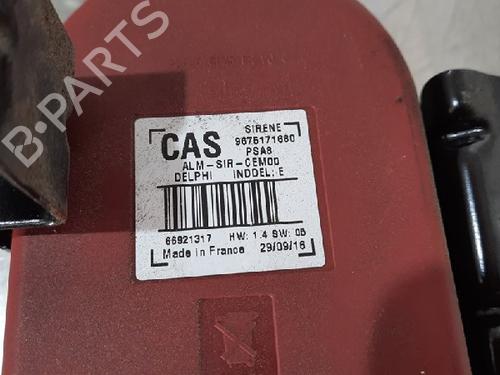 B-PARTS
CAS
SIRENE
9675171680
PSA8
ALM-SIR-CEM00
DELPHI INDDEL: E
66921317 HW: 1.4 SW: 05
Made in France 29/09/16